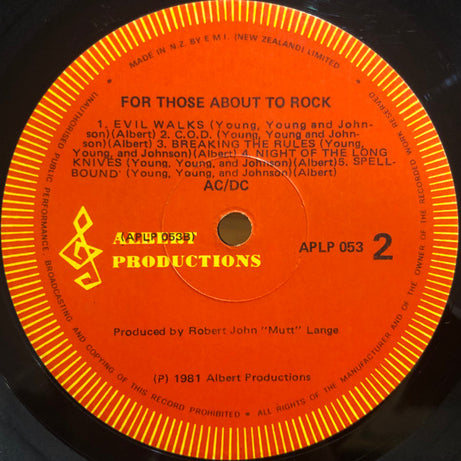 MADE IN N.Z. BY E.M.I. (NEW ZEALAND) LIMITED
FOR THOSE ABOUT TO ROCK
1. EVIL WALKS (Young, Young and John-
son)(Albert) 2. C.O.D. (Young, Young and John-
son)(Albert) 3. BREAKING THE RULES (Young,
Young, and Johnson)(Albert) 4. NIGHT OF THE LONG
KNIVES (Young, Young, and Johnson)(Albert) 5. SPELL-
BOUND' (Young, Young, and Johnson)(Albert)
AC/DC
(APLP 053B)
APLP 053 2
PRODUCTIONS
Produced by Robert John "Mutt" Lange
(P) 1981 Albert Productions
UNAUTHORISED PUBLIC PERFORMANCE, BROADCASTING AND COPYING OF THIS RECORD PROHIBITED * ALL RIGHTS OF THE MANUFACTURER AND OF THE OWNER OF THE RECORDED WORK RESERVED